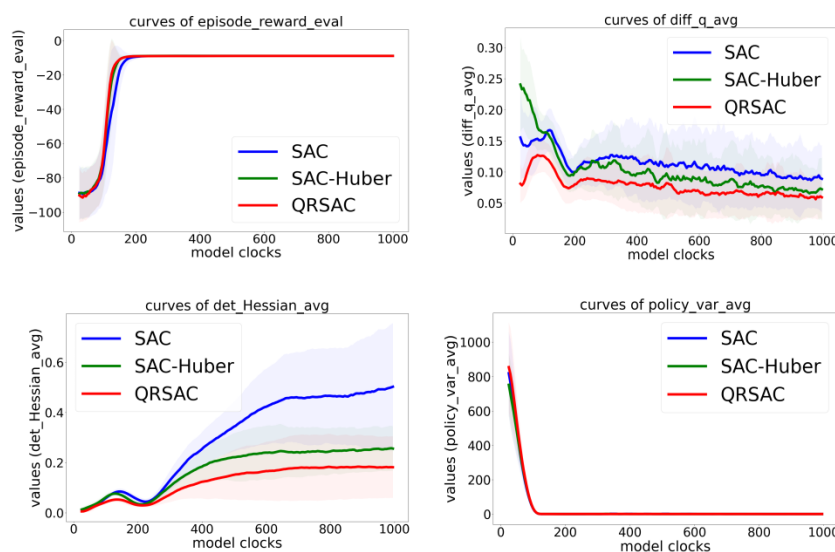 curves of episode_reward_eval
values (episode_reward_eval)
0
−20
−40
−60
−80
−100
SAC
SAC-Huber
QRSAC
0 200 400 600 800 1000
model clocks
curves of diff_q_avg
values (diff_q_avg)
0.30
0.25
0.20
0.15
0.10
0.05
SAC
SAC-Huber
QRSAC
0 200 400 600 800 1000
model clocks
curves of det_Hessian_avg
values (det_Hessian_avg)
0.6
0.4
0.2
0.0
SAC
SAC-Huber
QRSAC
0 200 400 600 800 1000
model clocks
curves of policy_var_avg
values (policy_var_avg)
1000
800
600
400
200
0
SAC
SAC-Huber
QRSAC
0 200 400 600 800 1000
model clocks